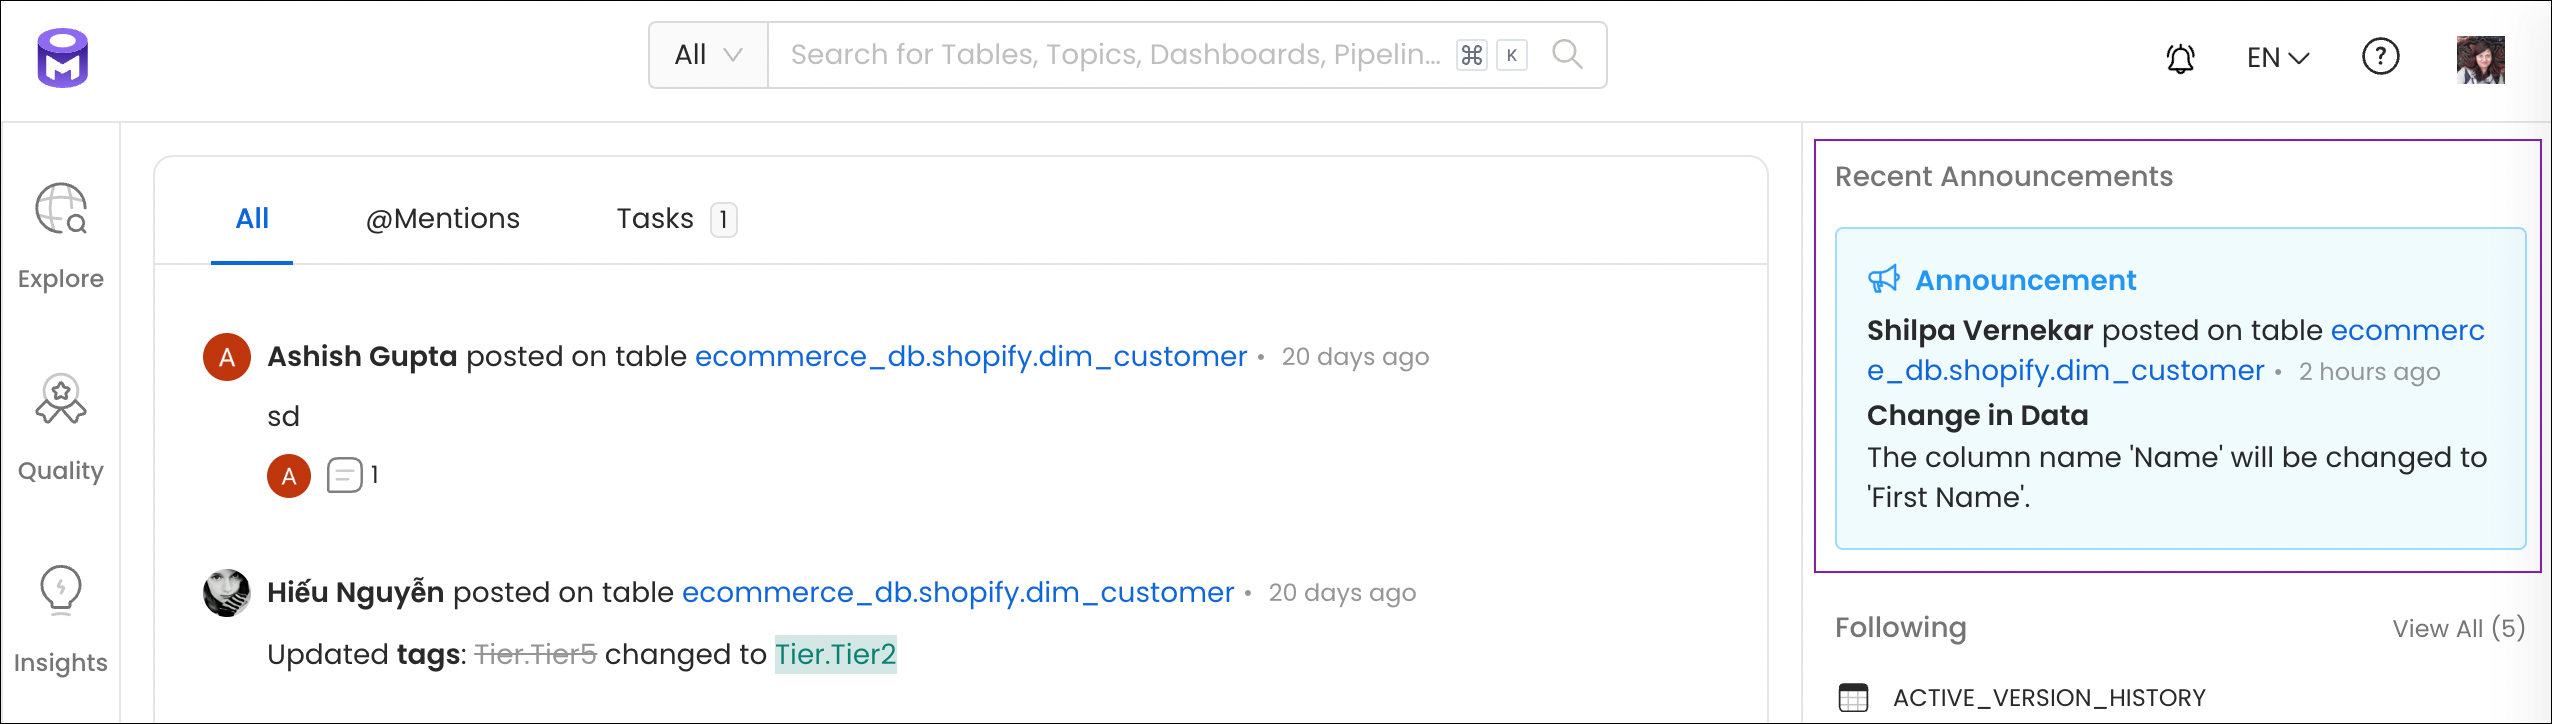 All
Search for Tables, Topics, Dashboards, Pipelin... ⌘ K
EN
?
Explore
Quality
Insights
All @Mentions Tasks 1
A Ashish Gupta posted on table ecommerce_db.shopify.dim_customer • 20 days ago
sd
A 1
Hiếu Nguyễn posted on table ecommerce_db.shopify.dim_customer • 20 days ago
Updated tags: Tier.Tier5 changed to Tier.Tier2
Recent Announcements
Announcement
Shilpa Vernekar posted on table ecommerc
e_db.shopify.dim_customer • 2 hours ago
Change in Data
The column name 'Name' will be changed to
'First Name'.
Following View All (5)
ACTIVE_VERSION_HISTORY